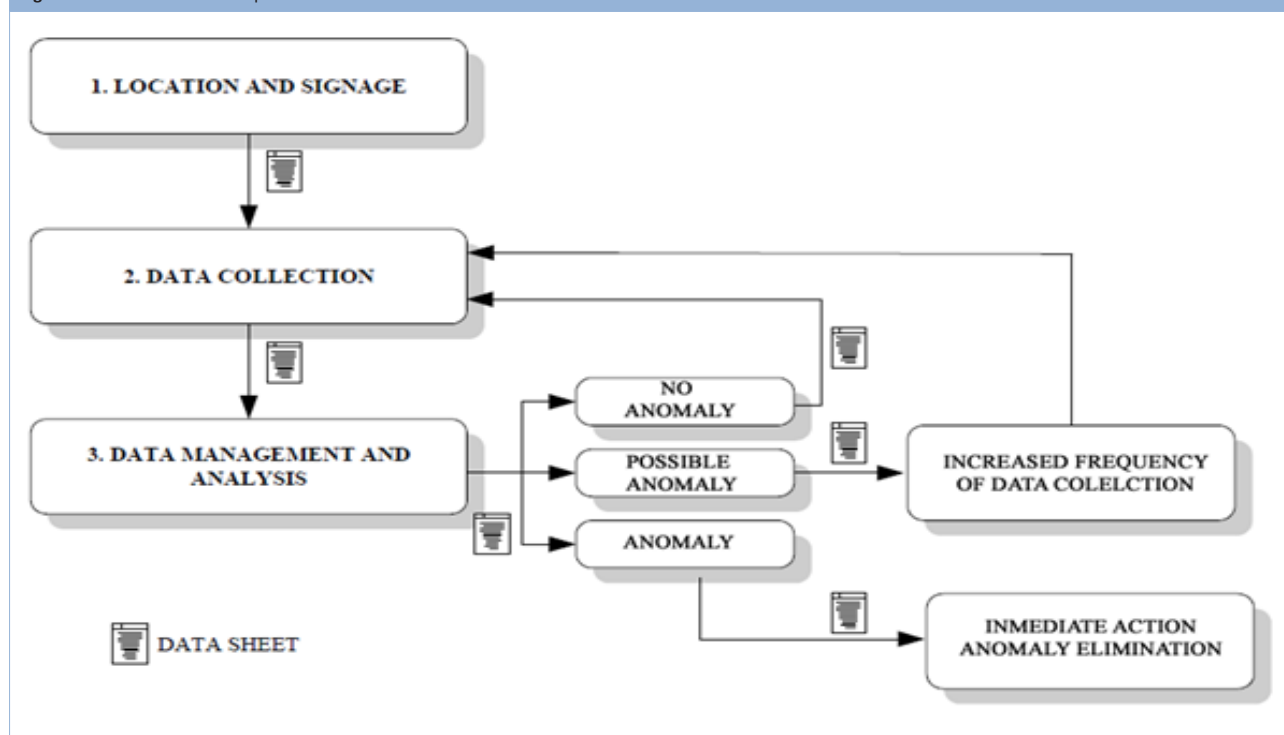 1. LOCATION AND SIGNAGE
2. DATA COLLECTION
3. DATA MANAGEMENT AND
ANALYSIS
NO
ANOMALY
POSSIBLE
ANOMALY
ANOMALY
INCREASED FREQUENCY
OF DATA COLELCTION
INMEDIATE ACTION
ANOMALY ELIMINATION
DATA SHEET